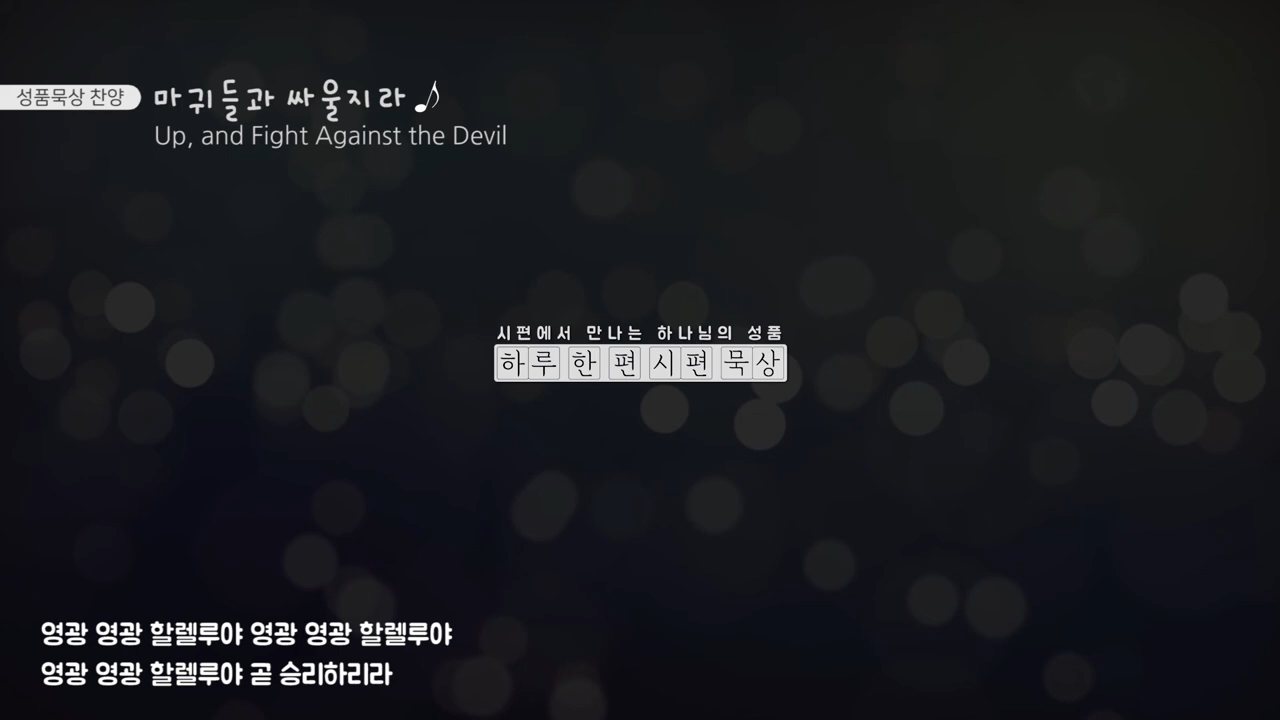 성품묵상 찬양
마귀들과 싸울지라
Up, and Fight Against the Devil
시편에서 만나는 하나님의 성품
하루 한 편 시편 묵상
영광 영광 할렐루야 영광 영광 할렐루야
영광 영광 할렐루야 곧 승리하리라